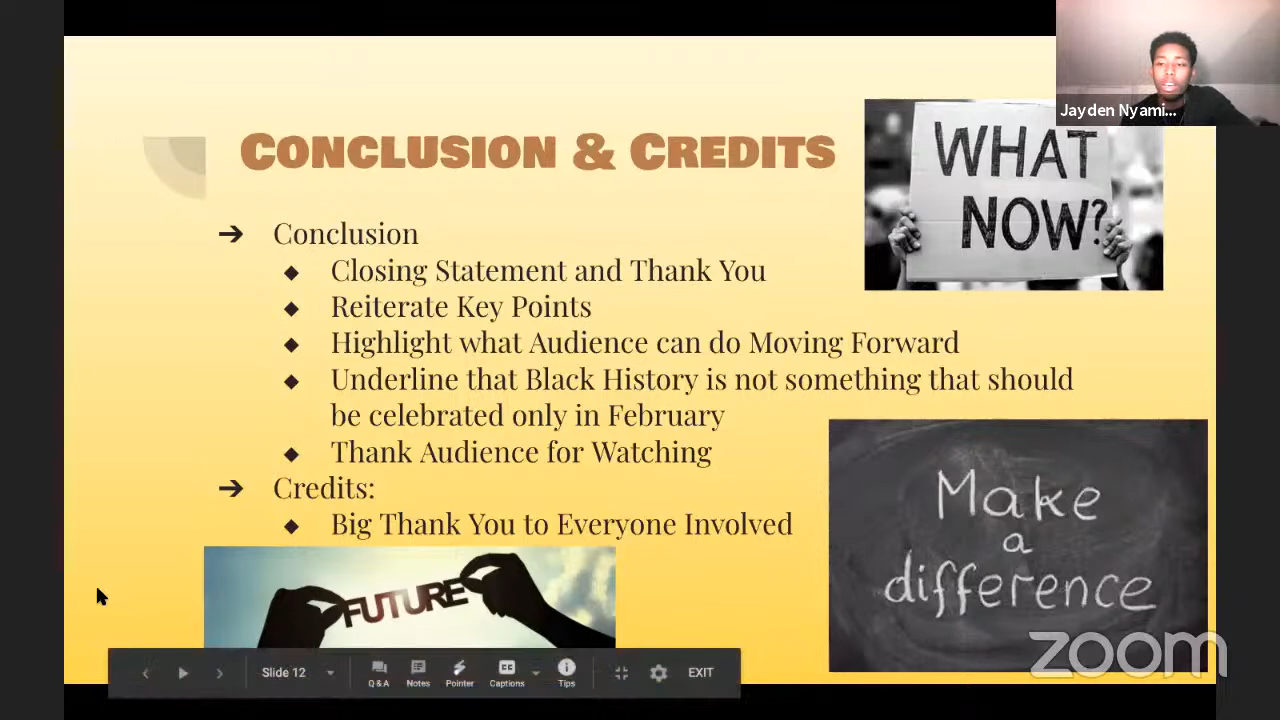 Jayden Nyami...
CONCLUSION & CREDITS
WHAT
NOW?
➔ Conclusion
◆ Closing Statement and Thank You
◆ Reiterate Key Points
◆ Highlight what Audience can do Moving Forward
◆ Underline that Black History is not something that should
be celebrated only in February
◆ Thank Audience for Watching
➔ Credits:
◆ Big Thank You to Everyone Involved
Make
a
difference
FUTURE
Slide 12
Q & A
Notes
Pointer
Captions
Tips
EXIT
zoom